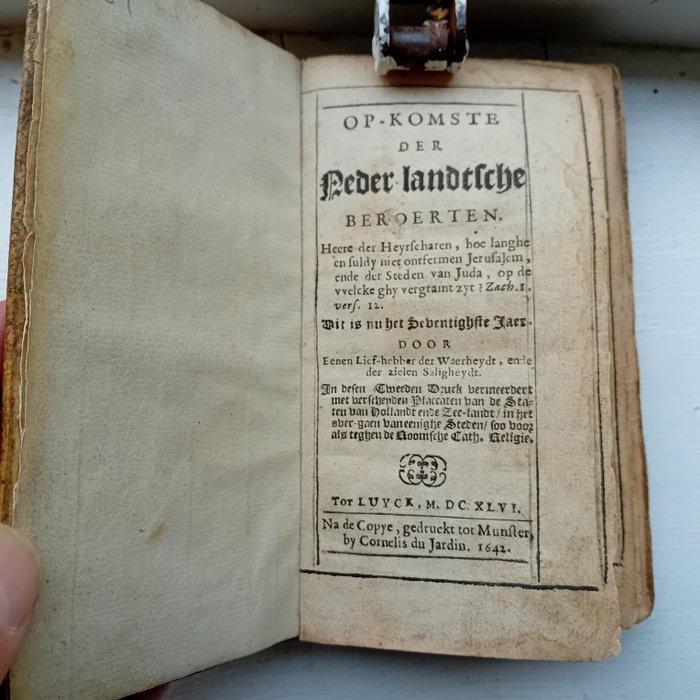 OP-KOMSTE
DER
Neder-landtsche
BEROERTEN.
Heere der Heyrscharen, hoe langhe
en suldy niet ontfermen Jerusalem,
ende der Steden van Juda, op de
vvelcke ghy vergramt zyt? Zach. 1.
vers. 12.
Dit is nu het Seventighste Jaer.
DOOR
Eenen Lief-hebber der Waerheydt, ende
der zielen Saligheydt.
In desen Tweeden Druck vermeerdert
met verscheyden Placcaten van de Sta-
ten van Hollandt ende Zee-landt/ in het
over-gaen van eenighe Steden/ soo voor
als teghen de Roomsche Cath. Religie.
Tot LUYCK, M. DC. XLVI.
Na de Copye, gedruckt tot Munster,
by Cornelis du Jardin. 1642.